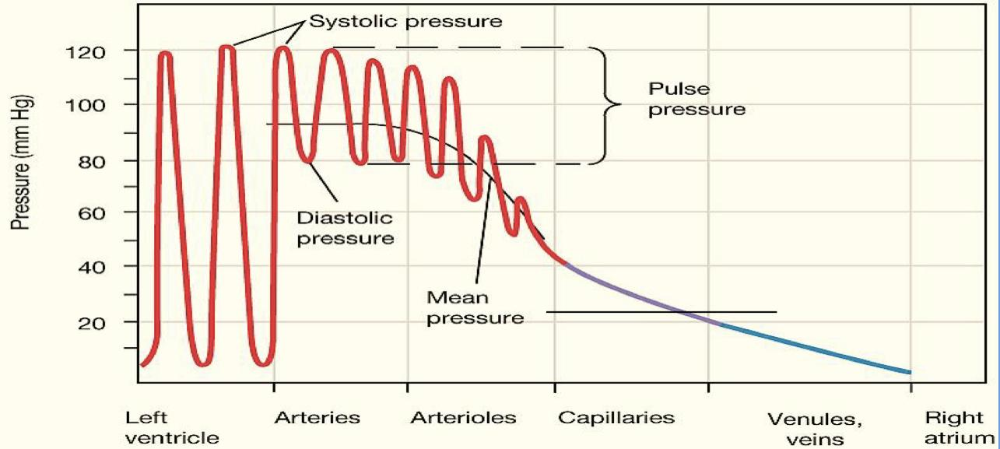 Systolic pressure
120
100
80
60
40
20
Pressure (mm Hg)
Pulse
pressure
Diastolic
pressure
Mean
pressure
Left
ventricle
Arteries
Arterioles
Capillaries
Venules,
veins
Right
atrium